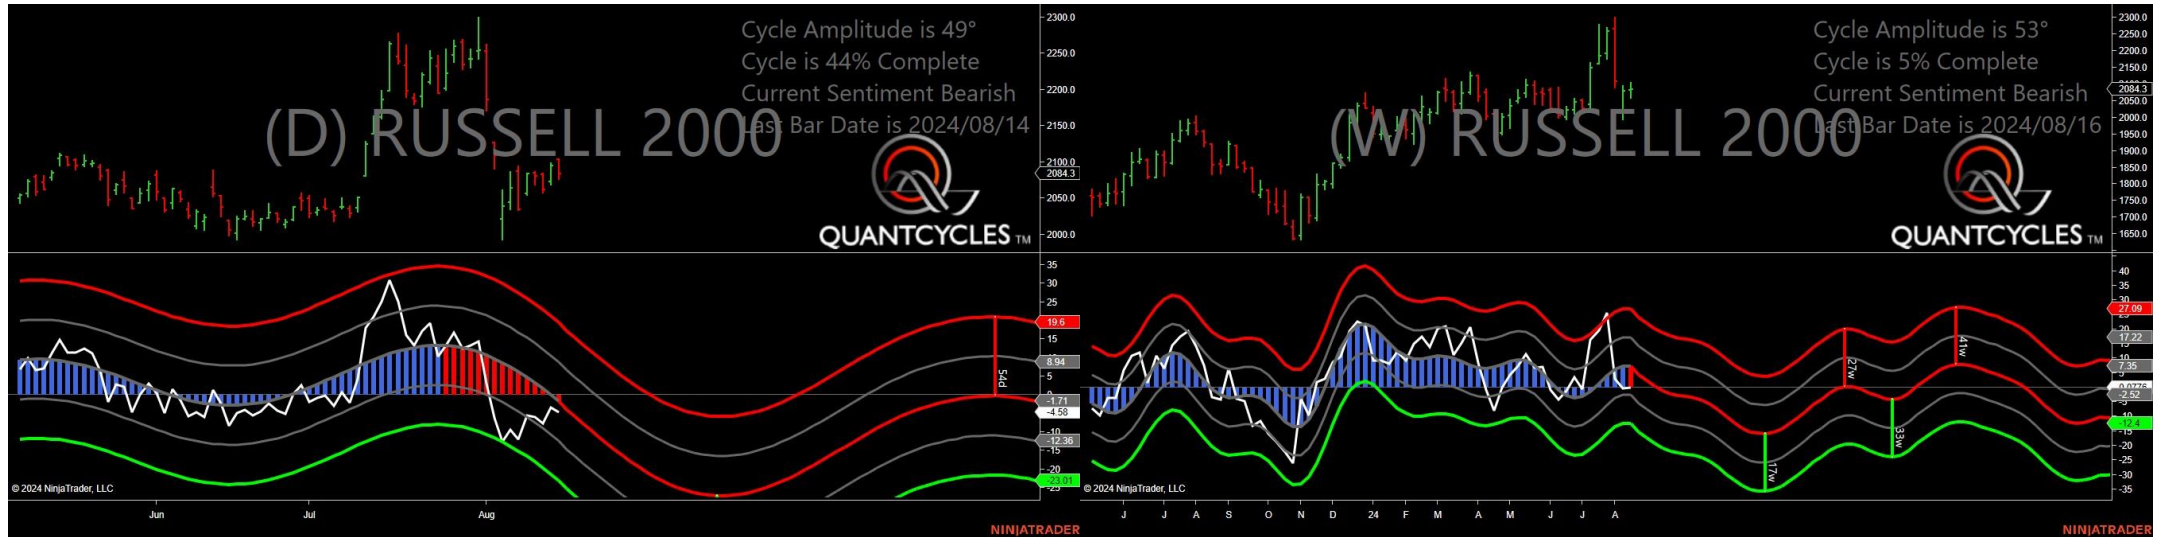 Cycle Amplitude is 49°
Cycle is 44% Complete
Current Sentiment Bearish
Last Bar Date is 2024/08/14
(D) RUSSELL 2000
QUANTCYCLES TM
2300.0
2250.0
2200.0
2150.0
2100.0
2084.3
2050.0
2000.0
35
30
25
19.6
15
8.94
5
-1.71
-4.58
-10
-12.36
-15
-20
-23.01
54d
© 2024 NinjaTrader, LLC
Jun Jul Aug
NINJATRADER
Cycle Amplitude is 53°
Cycle is 5% Complete
Current Sentiment Bearish
Last Bar Date is 2024/08/16
(W) RUSSELL 2000
QUANTCYCLES TM
2300.0
2250.0
2200.0
2150.0
2084.3
2050.0
2000.0
1950.0
1900.0
1850.0
1800.0
1750.0
1700.0
1650.0
40
35
30
27.09
20
17.22
10
7.35
0.0776
-2.52
-12.4
-15
-20
-25
-30
-35
17w
27w
33w
41w
© 2024 NinjaTrader, LLC
J J A S O N D 24 F M A M J J A
NINJATRADER